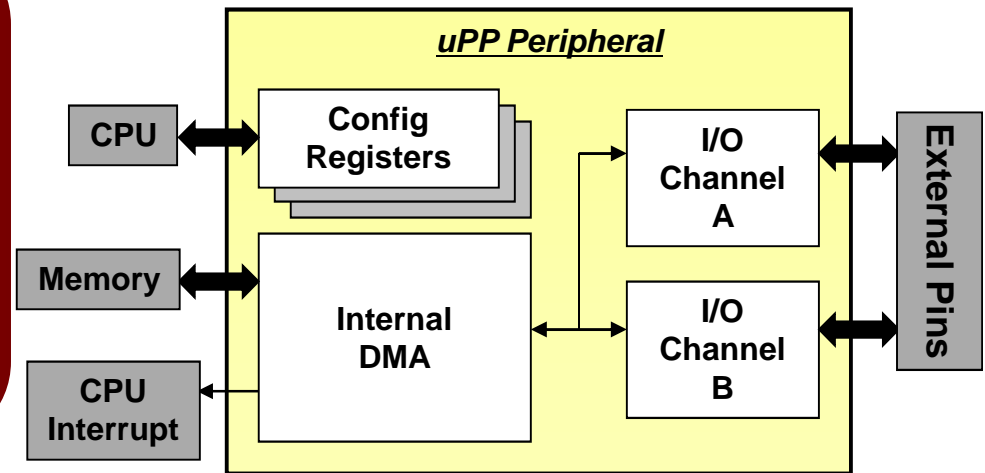 uPP Peripheral
CPU
Config
Registers
I/O
Channel
A
External Pins
Memory
Internal
DMA
I/O
Channel
B
CPU
Interrupt